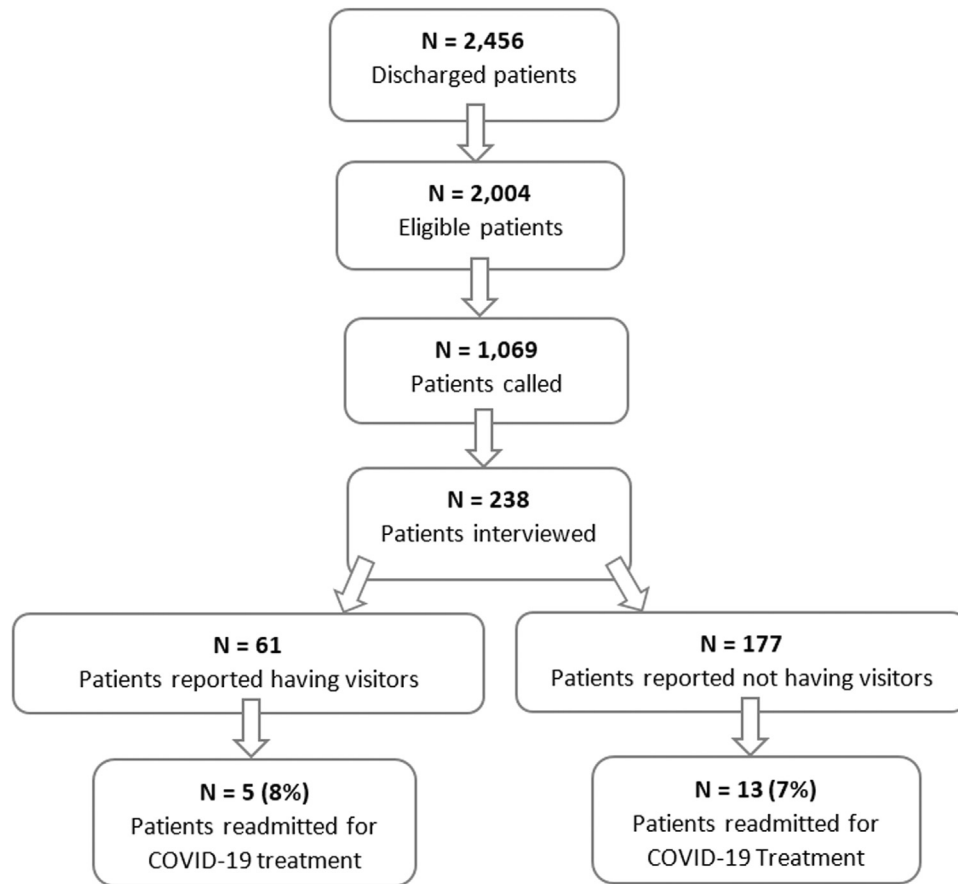 N = 2,456
Discharged patients
N = 2,004
Eligible patients
N = 1,069
Patients called
N = 238
Patients interviewed
N = 61
Patients reported having visitors
N = 177
Patients reported not having visitors
N = 5 (8%)
Patients readmitted for
COVID-19 treatment
N = 13 (7%)
Patients readmitted for
COVID-19 Treatment